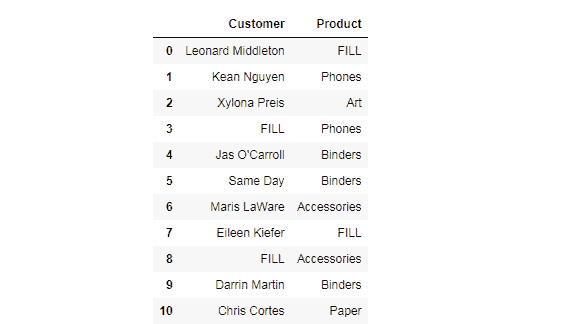 Customer Product
0 Leonard Middleton FILL
1 Kean Nguyen Phones
2 Xylona Preis Art
3 FILL Phones
4 Jas O'Carroll Binders
5 Same Day Binders
6 Maris LaWare Accessories
7 Eileen Kiefer FILL
8 FILL Accessories
9 Darrin Martin Binders
10 Chris Cortes Paper